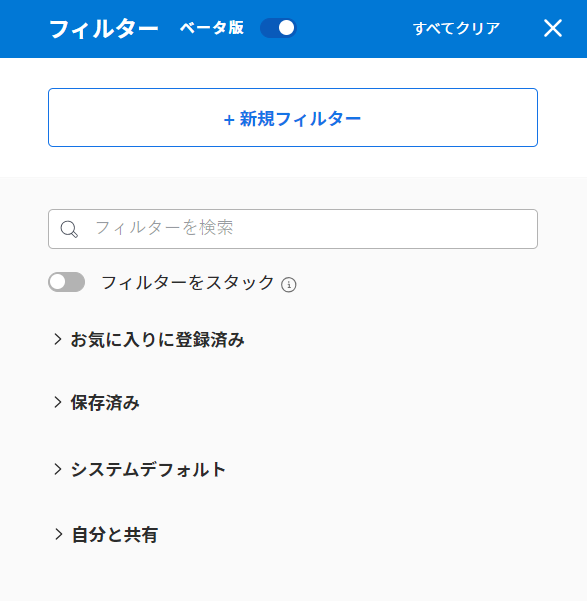 フィルター ベータ版 すべてクリア
+ 新規フィルター
フィルターを検索
フィルターをスタック
お気に入りに登録済み
保存済み
システムデフォルト
自分と共有